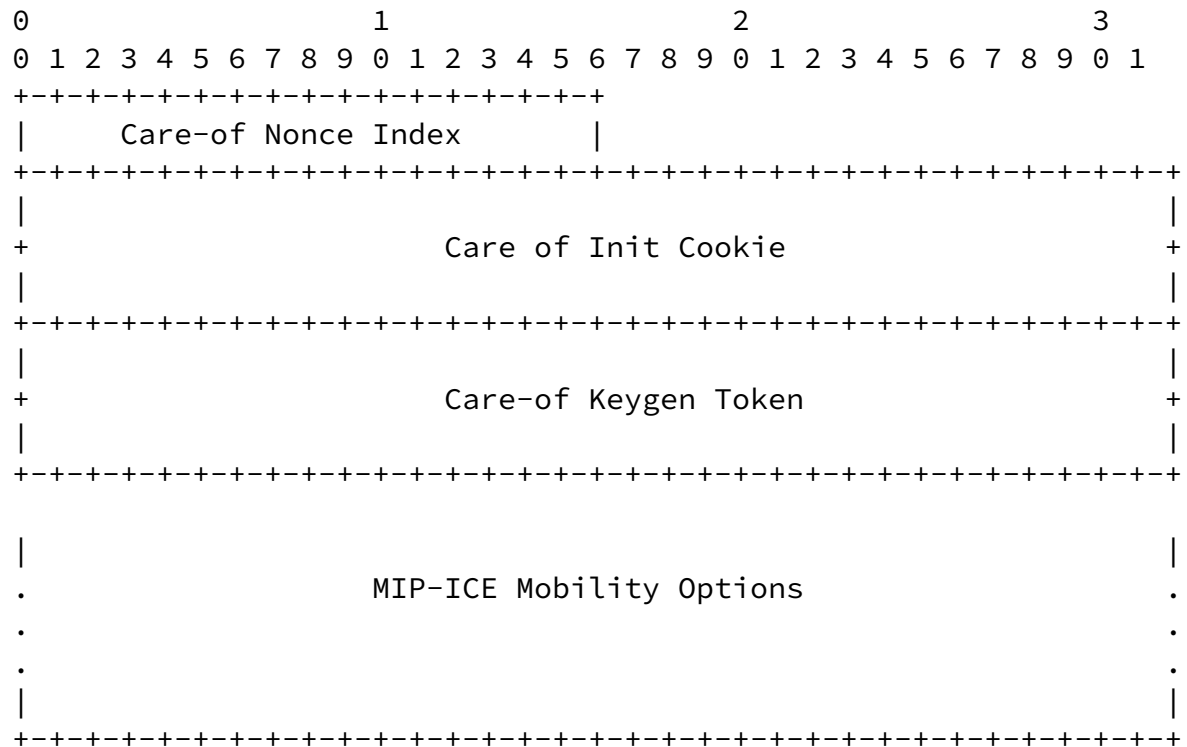 0                   1                   2                   3
0 1 2 3 4 5 6 7 8 9 0 1 2 3 4 5 6 7 8 9 0 1 2 3 4 5 6 7 8 9 0 1
+-+-+-+-+-+-+-+-+-+-+-+-+-+-+-+-+
|     Care-of Nonce Index       |
+-+-+-+-+-+-+-+-+-+-+-+-+-+-+-+-+-+-+-+-+-+-+-+-+-+-+-+-+-+-+-+-+
|                                                               |
+                       Care of Init Cookie                     +
|                                                               |
+-+-+-+-+-+-+-+-+-+-+-+-+-+-+-+-+-+-+-+-+-+-+-+-+-+-+-+-+-+-+-+-+
|                                                               |
+                       Care-of Keygen Token                    +
|                                                               |
+-+-+-+-+-+-+-+-+-+-+-+-+-+-+-+-+-+-+-+-+-+-+-+-+-+-+-+-+-+-+-+-+
|                                                               |
.                   MIP-ICE Mobility Options                    .
.                                                               .
.                                                               .
|                                                               |
+-+-+-+-+-+-+-+-+-+-+-+-+-+-+-+-+-+-+-+-+-+-+-+-+-+-+-+-+-+-+-+-+